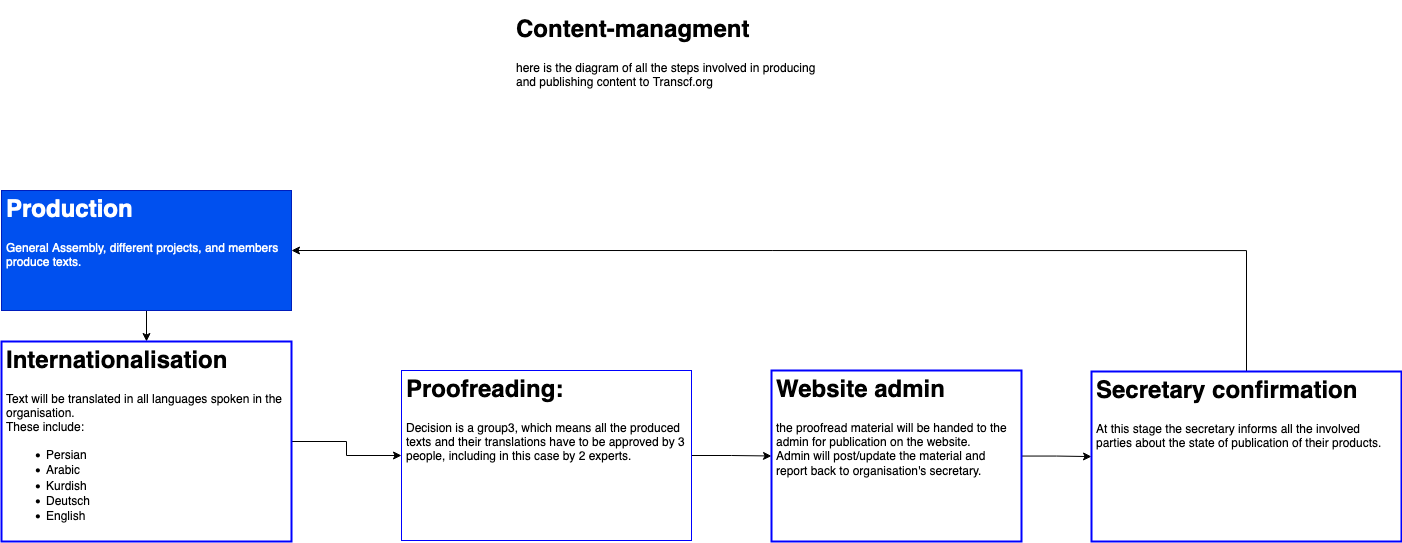 Content-managment
here is the diagram of all the steps involved in producing
and publishing content to Transcf.org
Production
General Assembly, different projects, and members
produce texts.
Internationalisation
Text will be translated in all languages spoken in the
organisation.
These include:
Persian
Arabic
Kurdish
Deutsch
English
Proofreading:
Decision is a group3, which means all the produced
texts and their translations have to be approved by 3
people, including in this case by 2 experts.
Website admin
the proofread material will be handed to the
admin for publication on the website.
Admin will post/update the material and
report back to organisation's secretary.
Secretary confirmation
At this stage the secretary informs all the involved
parties about the state of publication of their products.